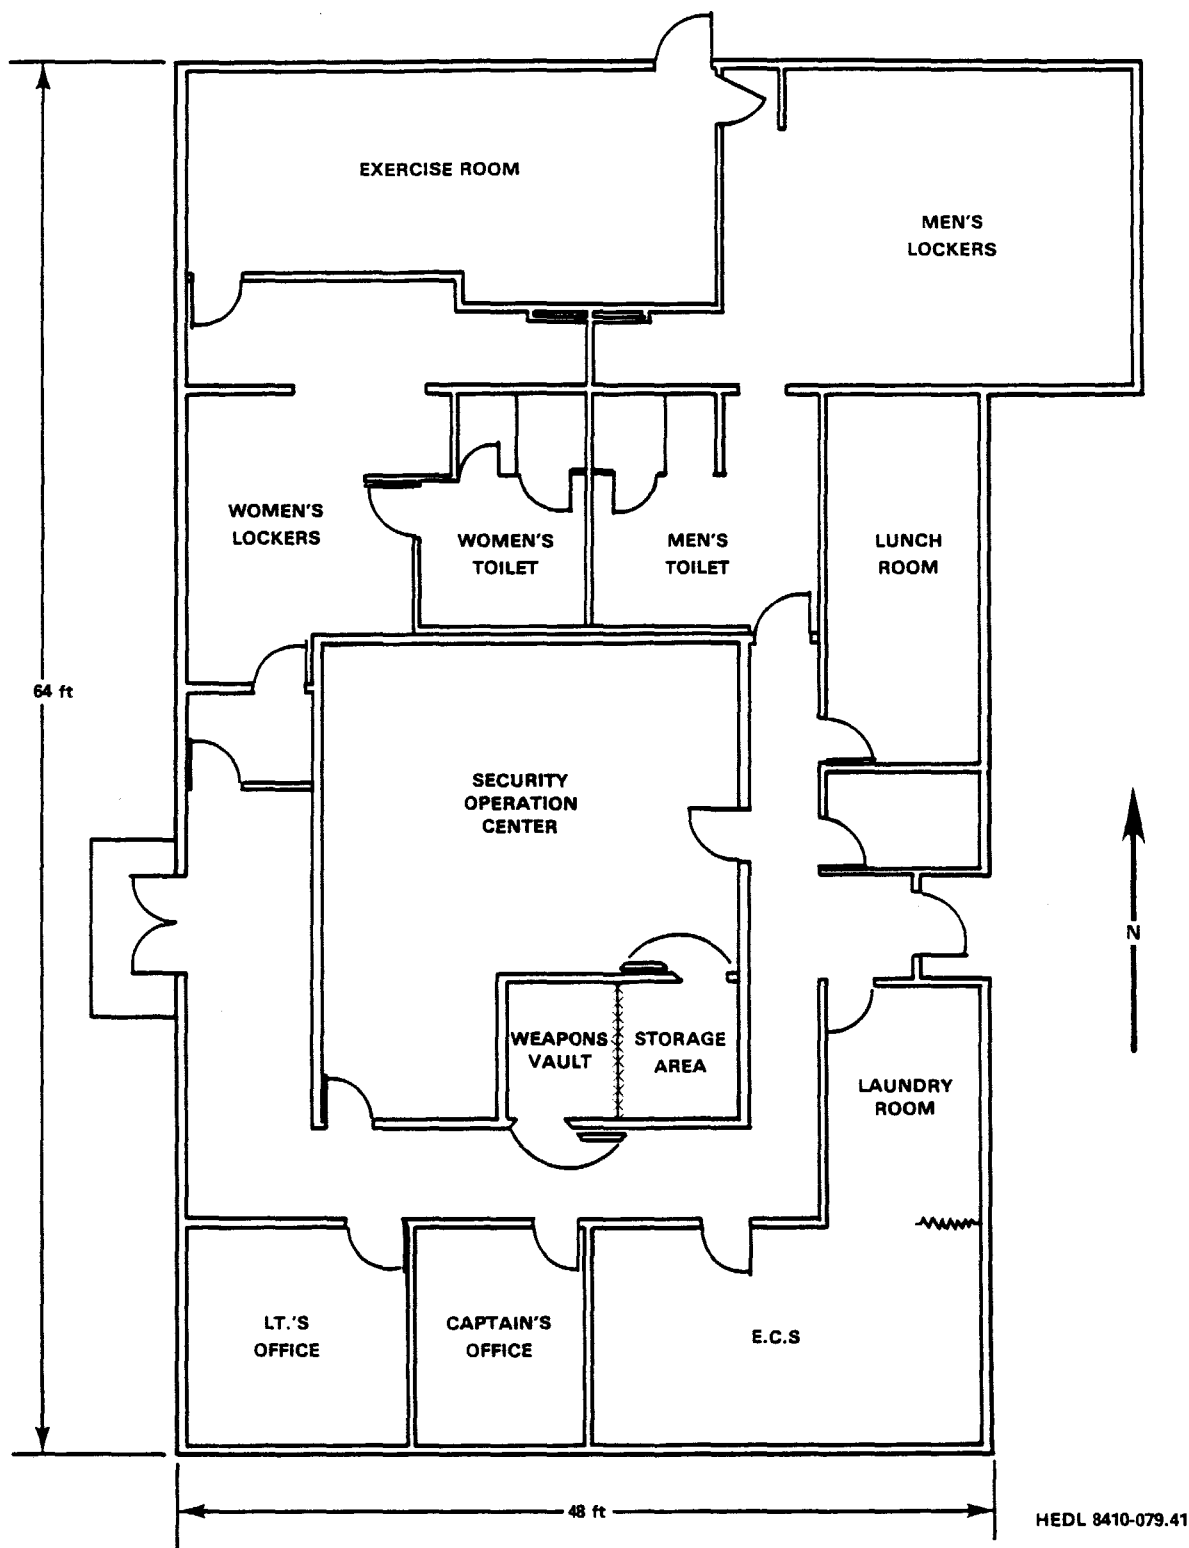 EXERCISE ROOM
MEN'S
LOCKERS
WOMEN'S
LOCKERS
WOMEN'S
TOILET
MEN'S
TOILET
LUNCH
ROOM
64 ft
SECURITY
OPERATION
CENTER
N
WEAPONS
VAULT
STORAGE
AREA
LAUNDRY
ROOM
LT.'S
OFFICE
CAPTAIN'S
OFFICE
E.C.S
48 ft
HEDL 8410-079.41